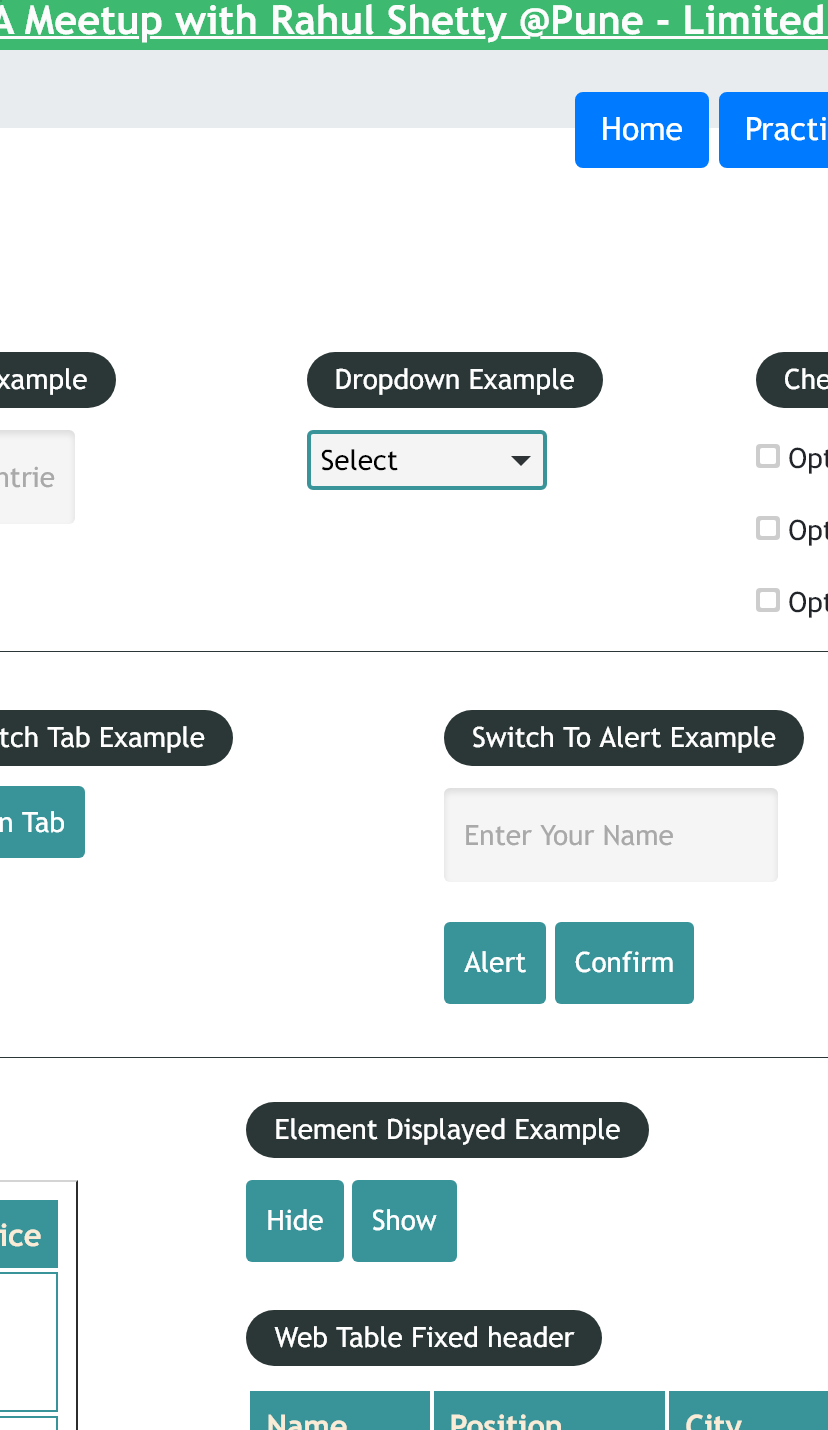 A Meetup with Rahul Shetty @Pune - Limited
Home
Practi
xample
Dropdown Example
Che
ntrie
Select
Opt
Opt
Opt
tch Tab Example
Switch To Alert Example
n Tab
Enter Your Name
Alert
Confirm
Element Displayed Example
ice
Hide
Show
Web Table Fixed header
Name
Position
City